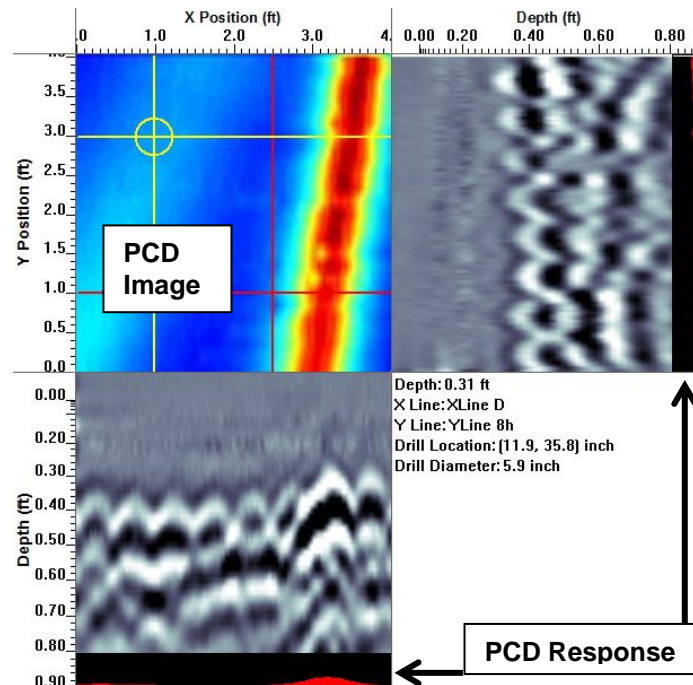 X Position (ft)
.0 1.0 2.0 3.0 4.
Depth (ft)
0.00 0.20 0.40 0.60 0.80
Y Position (ft)
3.5
3.0
2.5
2.0
1.5
1.0
0.5
0.0
PCD
Image
Depth (ft)
0.00
0.20
0.30
0.40
0.50
0.60
0.70
0.80
0.90
Depth: 0.31 ft
X Line: XLine D
Y Line: YLine 8h
Drill Location: (11.9, 35.8) inch
Drill Diameter: 5.9 inch
PCD Response